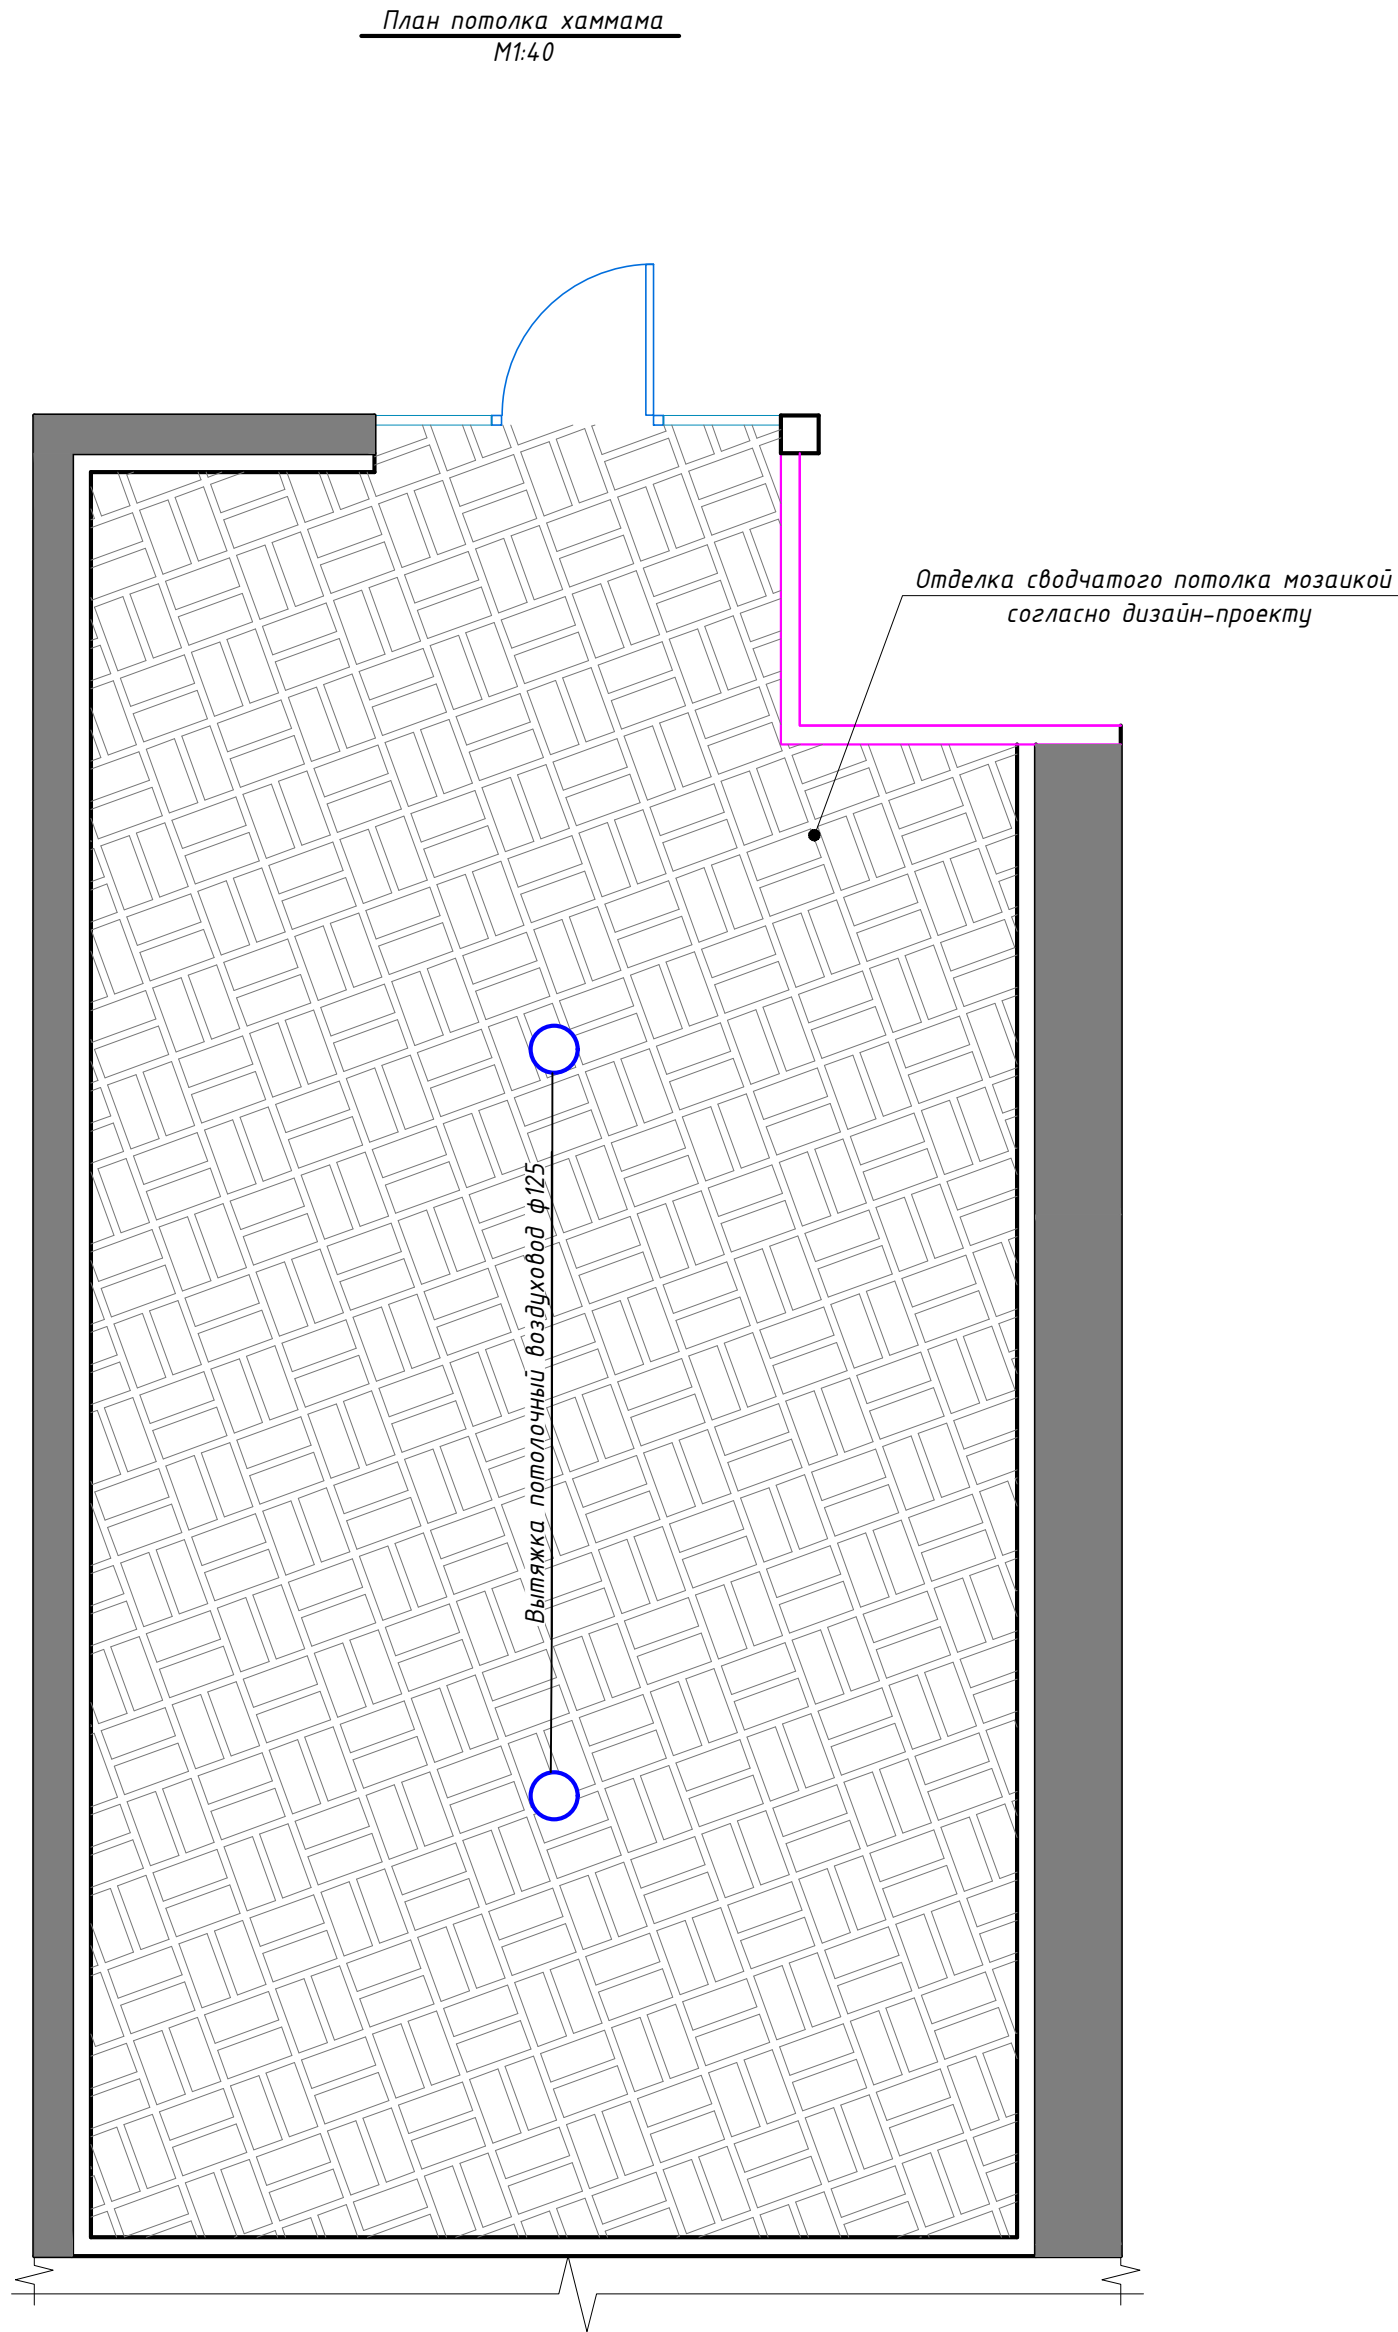 План потолка хаммама
М1:40
Отделка сводчатого потолка мозаикой
согласно дизайн-проекту
Вытяжка потолочный воздуховод ф125